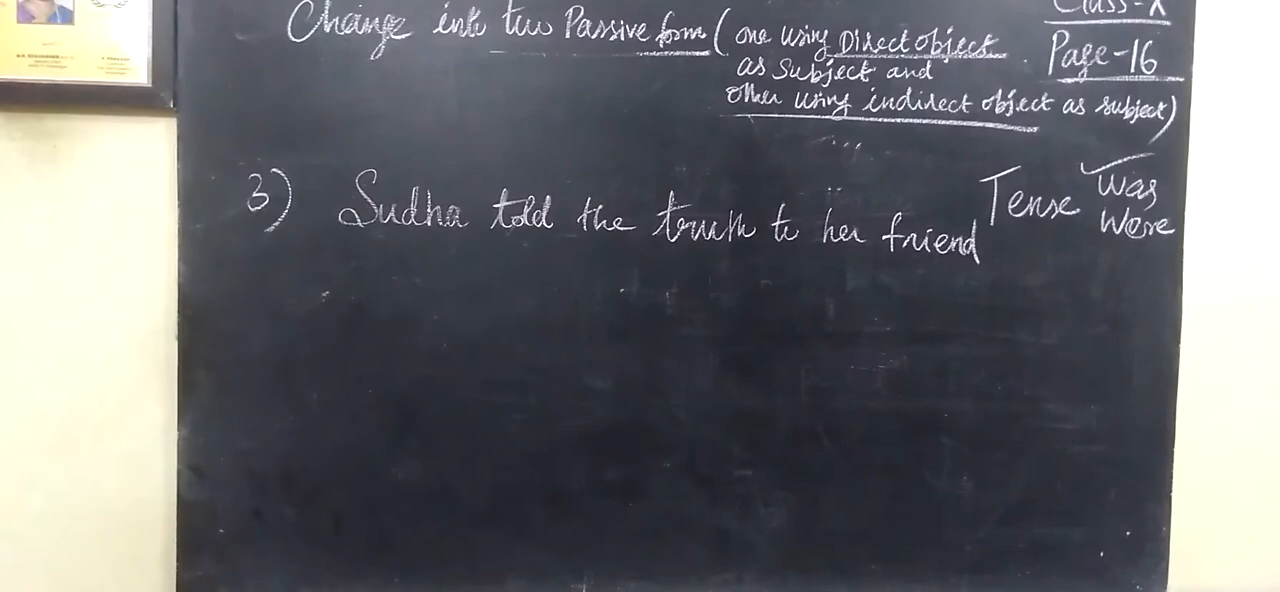 Change into two Passive form (one using Direct object
as subject and
other using indirect object as subject)
Class-X
Page-16
3) Sudha told the truth to her friend
Tense was
were